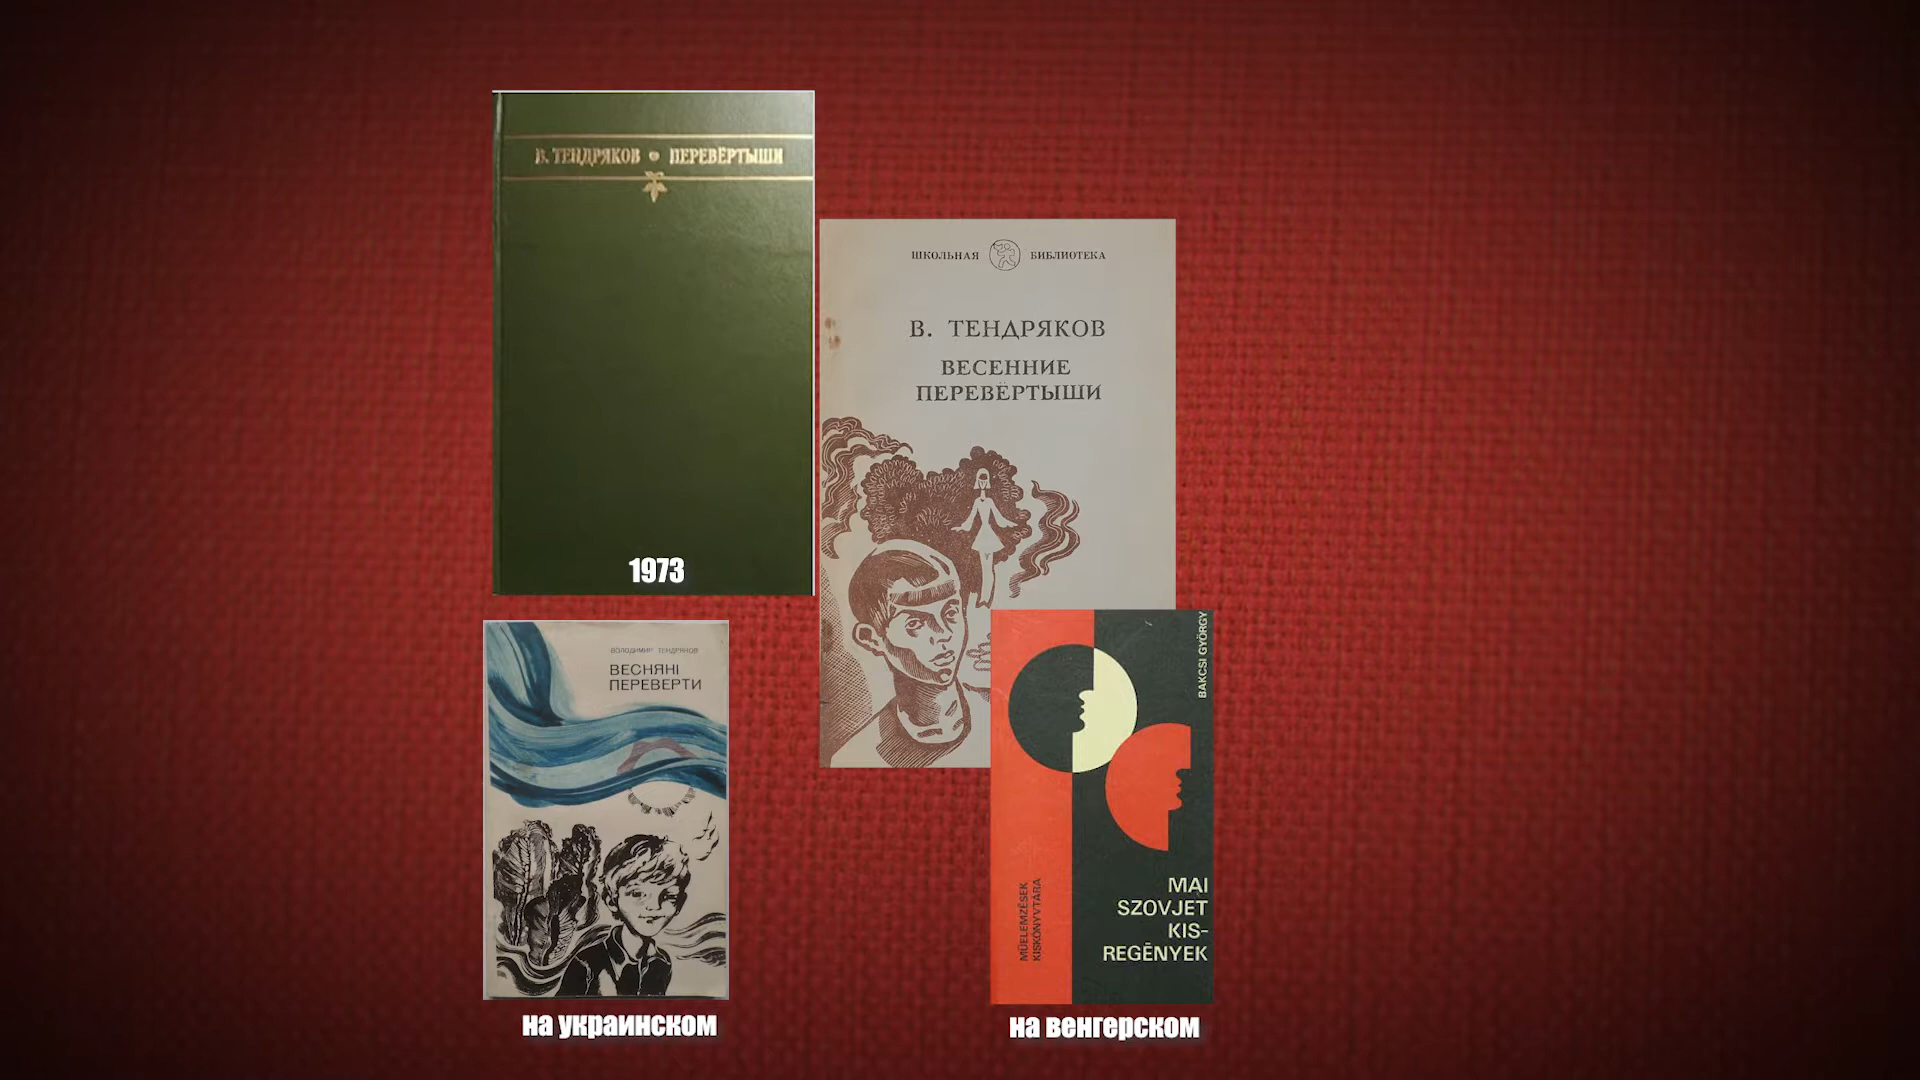 В. ТЕНДРЯКОВ ПЕРЕВЁРТЫШИ
1973
ШКОЛЬНАЯ БИБЛИОТЕКА
В. ТЕНДРЯКОВ
ВЕСЕННИЕ
ПЕРЕВЁРТЫШИ
ВОЛОДИМИР ТЕНДРЯКОВ
ВЕСНЯНІ
ПЕРЕВЕРТИ
на украинском
BAKCSI GYÖRGY
MŰELEMZÉSEK
KISKÖNYVTÁRA
MAI
SZOVJET
KIS-
REGÉNYEK
на венгерском